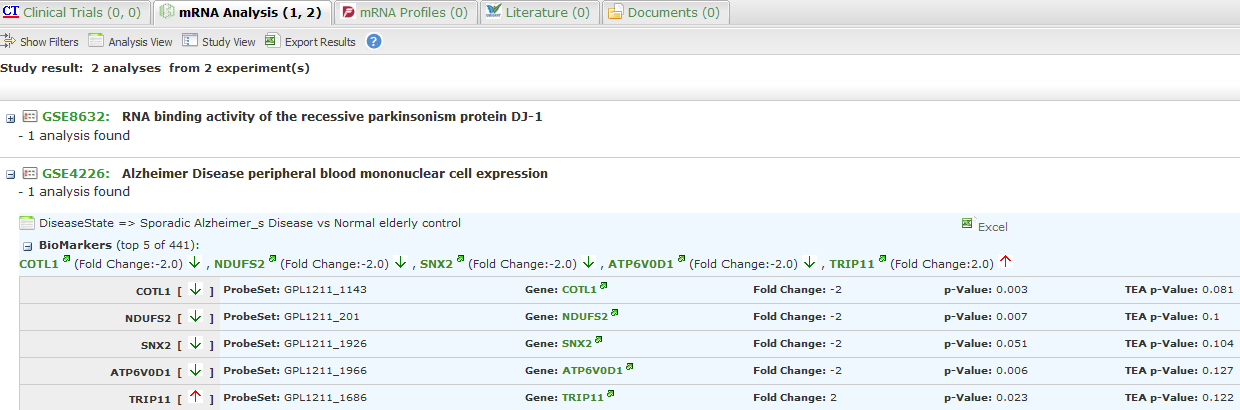 CT Clinical Trials (0, 0) mRNA Analysis (1, 2) mRNA Profiles (0) Literature (0) Documents (0)
Show Filters Analysis View Study View Export Results ?
Study result: 2 analyses from 2 experiment(s)
GSE8632: RNA binding activity of the recessive parkinsonism protein DJ-1
- 1 analysis found
GSE4226: Alzheimer Disease peripheral blood mononuclear cell expression
- 1 analysis found
DiseaseState => Sporadic Alzheimer_s Disease vs Normal elderly control Excel
BioMarkers (top 5 of 441):
COTL1 (Fold Change:-2.0) ↓ , NDUFS2 (Fold Change:-2.0) ↓ , SNX2 (Fold Change:-2.0) ↓ , ATP6V0D1 (Fold Change:-2.0) ↓ , TRIP11 (Fold Change:2.0) ↑
COTL1 [ ↓ ] ProbeSet: GPL1211_1143 Gene: COTL1 Fold Change: -2 p-Value: 0.003 TEA p-Value: 0.081
NDUFS2 [ ↓ ] ProbeSet: GPL1211_201 Gene: NDUFS2 Fold Change: -2 p-Value: 0.007 TEA p-Value: 0.1
SNX2 [ ↓ ] ProbeSet: GPL1211_1926 Gene: SNX2 Fold Change: -2 p-Value: 0.051 TEA p-Value: 0.104
ATP6V0D1 [ ↓ ] ProbeSet: GPL1211_1966 Gene: ATP6V0D1 Fold Change: -2 p-Value: 0.006 TEA p-Value: 0.127
TRIP11 [ ↑ ] ProbeSet: GPL1211_1686 Gene: TRIP11 Fold Change: 2 p-Value: 0.023 TEA p-Value: 0.122